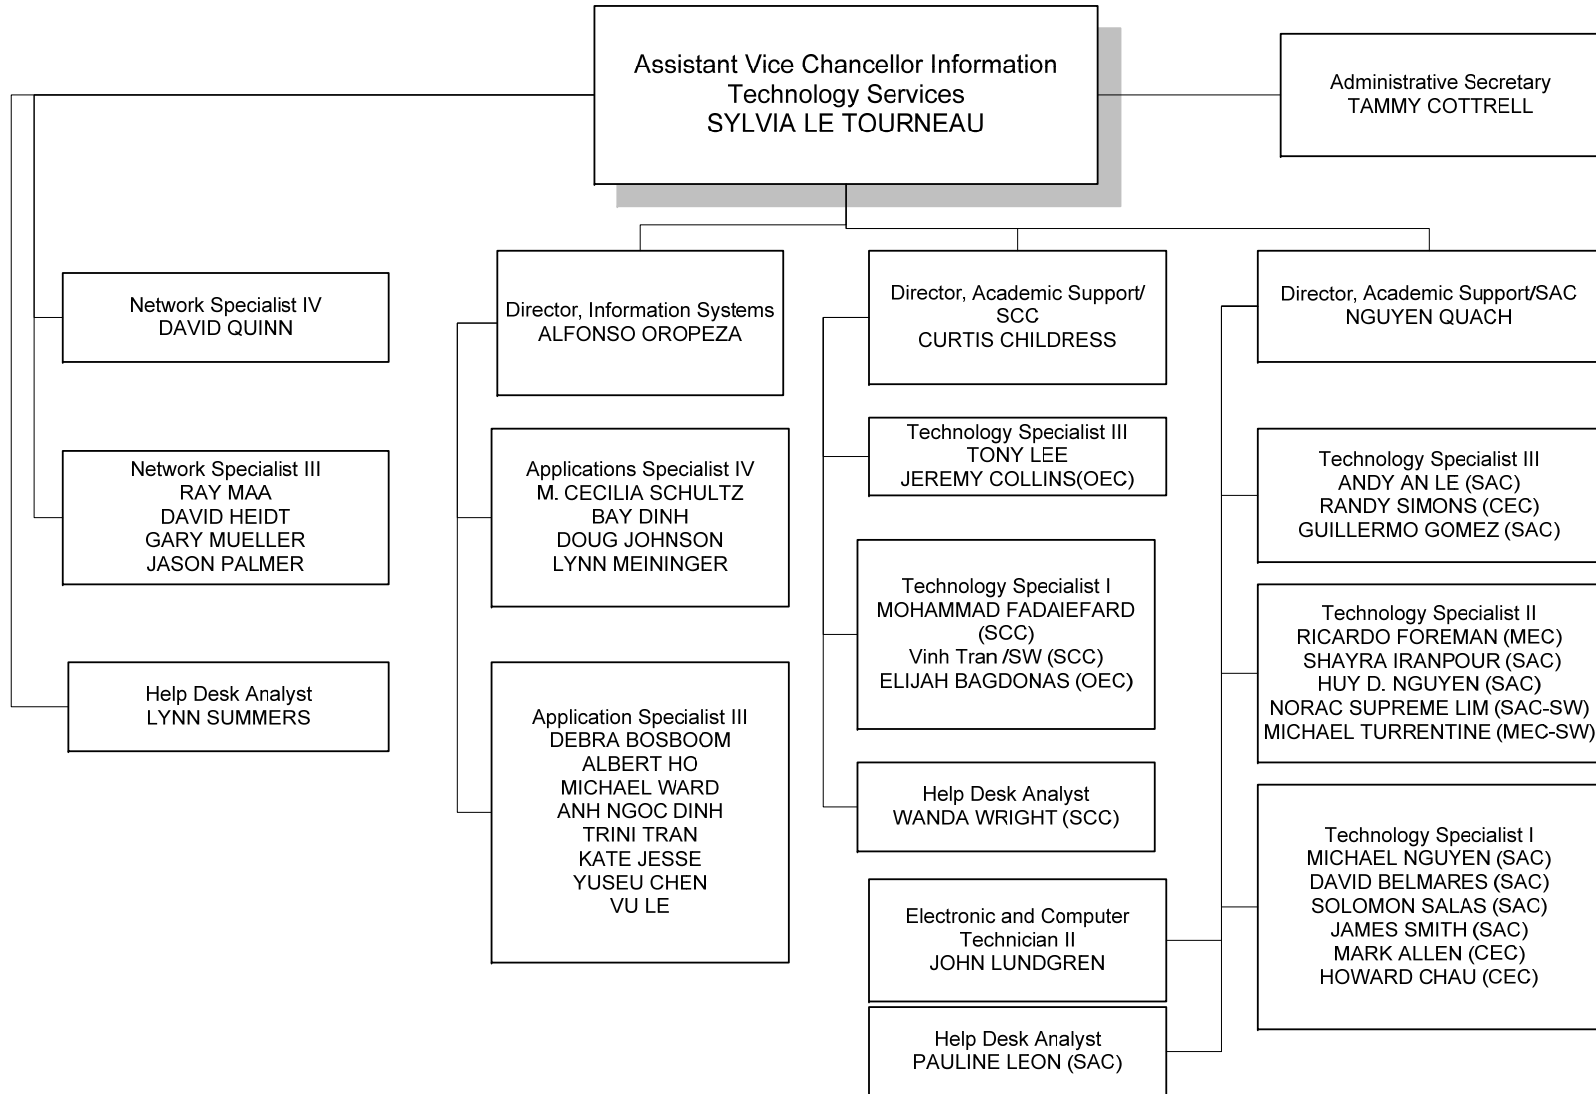 Assistant Vice Chancellor Information
Technology Services
SYLVIA LE TOURNEAU
Administrative Secretary
TAMMY COTTRELL
Network Specialist IV
DAVID QUINN
Network Specialist III
RAY MAA
DAVID HEIDT
GARY MUELLER
JASON PALMER
Help Desk Analyst
LYNN SUMMERS
Director, Information Systems
ALFONSO OROPEZA
Applications Specialist IV
M. CECILIA SCHULTZ
BAY DINH
DOUG JOHNSON
LYNN MEININGER
Application Specialist III
DEBRA BOSBOOM
ALBERT HO
MICHAEL WARD
ANH NGOC DINH
TRINI TRAN
KATE JESSE
YUSEU CHEN
VU LE
Director, Academic Support/
SCC
CURTIS CHILDRESS
Technology Specialist III
TONY LEE
JEREMY COLLINS(OEC)
Technology Specialist I
MOHAMMAD FADAIEFARD
(SCC)
Vinh Tran /SW (SCC)
ELIJAH BAGDONAS (OEC)
Help Desk Analyst
WANDA WRIGHT (SCC)
Electronic and Computer
Technician II
JOHN LUNDGREN
Help Desk Analyst
PAULINE LEON (SAC)
Director, Academic Support/SAC
NGUYEN QUACH
Technology Specialist III
ANDY AN LE (SAC)
RANDY SIMONS (CEC)
GUILLERMO GOMEZ (SAC)
Technology Specialist II
RICARDO FOREMAN (MEC)
SHAYRA IRANPOUR (SAC)
HUY D. NGUYEN (SAC)
NORAC SUPREME LIM (SAC-SW)
MICHAEL TURRENTINE (MEC-SW)
Technology Specialist I
MICHAEL NGUYEN (SAC)
DAVID BELMARES (SAC)
SOLOMON SALAS (SAC)
JAMES SMITH (SAC)
MARK ALLEN (CEC)
HOWARD CHAU (CEC)